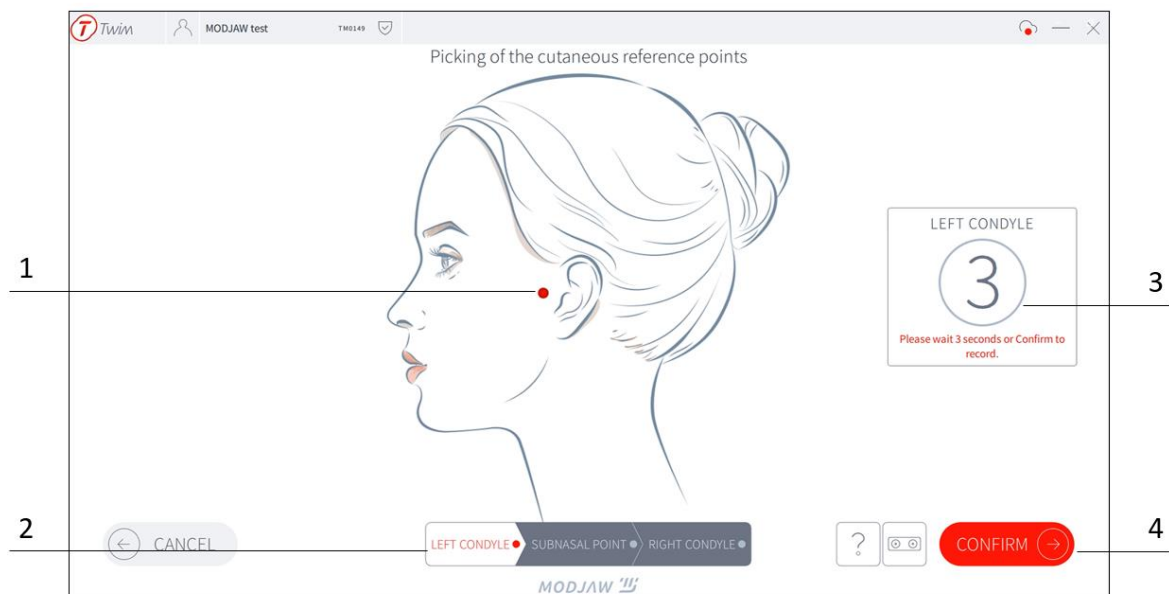 Twim
MODJAW test
TM0149
Picking of the cutaneous reference points
LEFT CONDYLE
3
Please wait 3 seconds or Confirm to
record.
1
3
2
CANCEL
LEFT CONDYLE
SUBNASAL POINT
RIGHT CONDYLE
?
CONFIRM
4
MODJAW